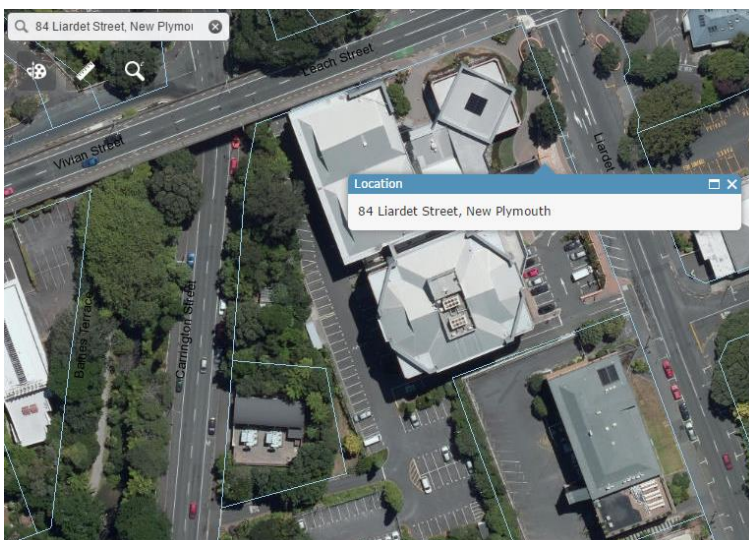 84 Liardet Street, New Plymou
Leach Street
Vivian Street
Liardet
Location
84 Liardet Street, New Plymouth
Carrington Street
Baines Terrace